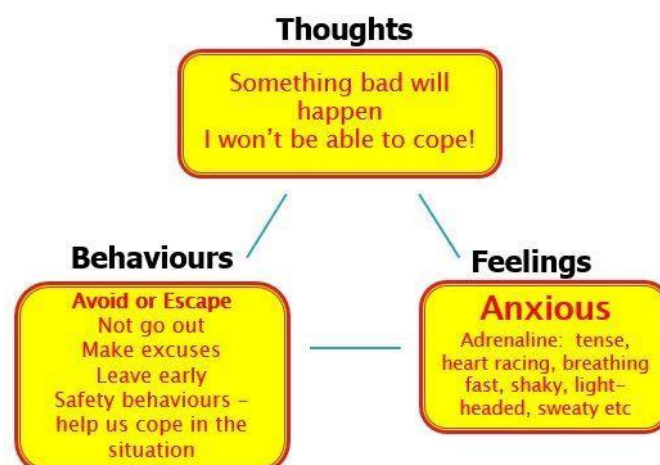 Thoughts
Something bad will
happen
I won't be able to cope!
Behaviours
Avoid or Escape
Not go out
Make excuses
Leave early
Safety behaviours –
help us cope in the
situation
Feelings
Anxious
Adrenaline: tense,
heart racing, breathing
fast, shaky, light-
headed, sweaty etc